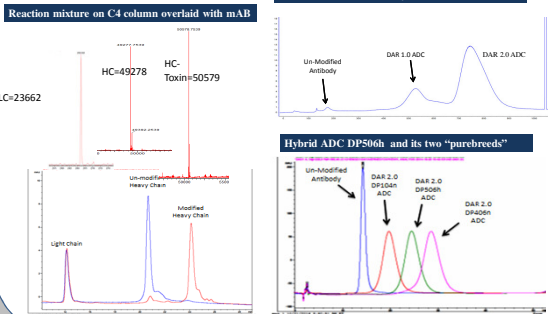 Reaction mixture on C4 column overlaid with mAB
LC=23662
HC=49278
HC-
Toxin=50579
Un-modified
Heavy Chain
Modified
Heavy Chain
Light Chain
Un-Modified
Antibody
DAR 1.0 ADC
DAR 2.0 ADC
Hybrid ADC DP506h and its two “purebreeds”
Un-Modified
Antibody
DAR 2.0
DP104n
ADC
DAR 2.0
DP506h
ADC
DAR 2.0
DP406n
ADC